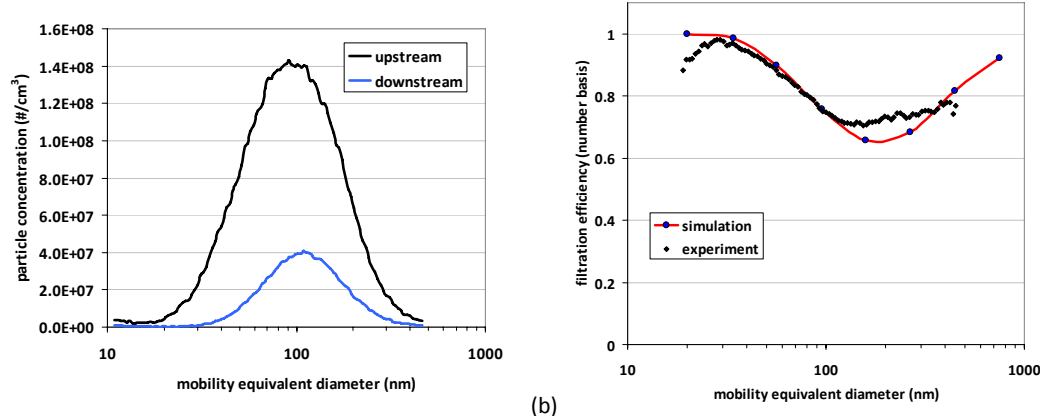 particle concentration (#/cm³)
1.6E+08
1.4E+08
1.2E+08
1.0E+08
8.0E+07
6.0E+07
4.0E+07
2.0E+07
0.0E+00
upstream
downstream
10
100
1000
mobility equivalent diameter (nm)
(b)
filtration efficiency (number basis)
1
0.8
0.6
0.4
0.2
0
simulation
experiment
10
100
1000
mobility equivalent diameter (nm)